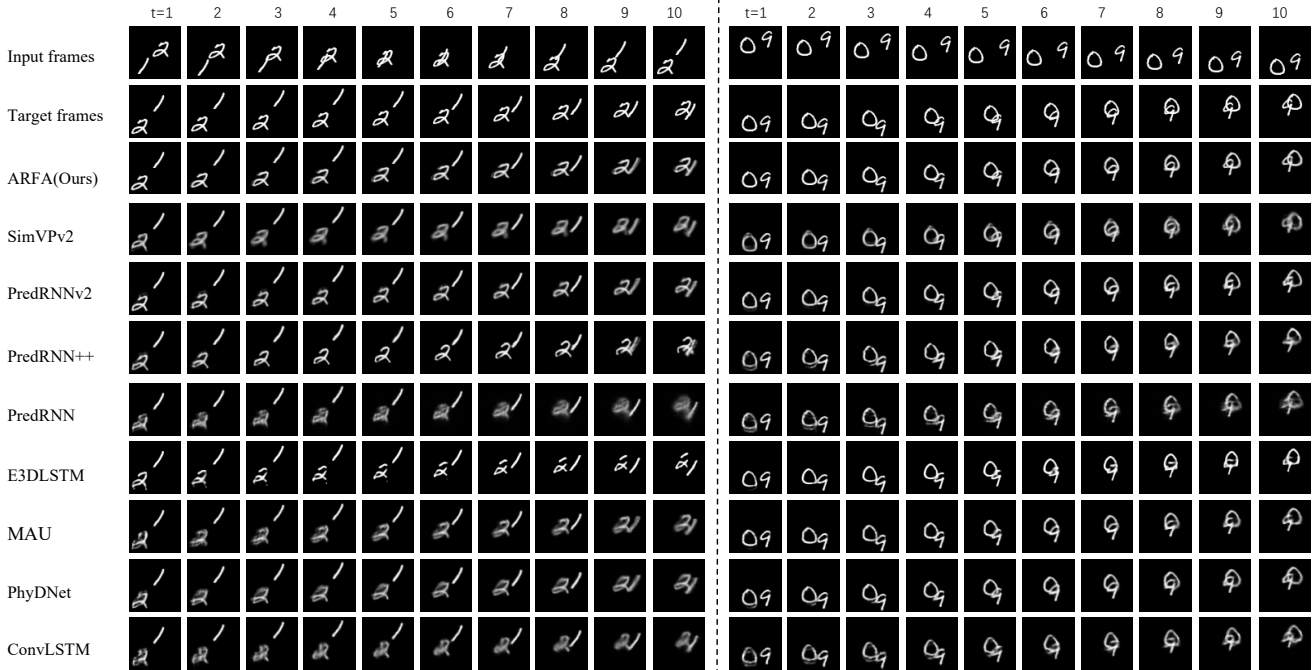 t=1 2 3 4 5 6 7 8 9 10 t=1 2 3 4 5 6 7 8 9 10
Input frames
Target frames
ARFA(Ours)
SimVPv2
PredRNNv2
PredRNN++
PredRNN
E3DLSTM
MAU
PhyDNet
ConvLSTM